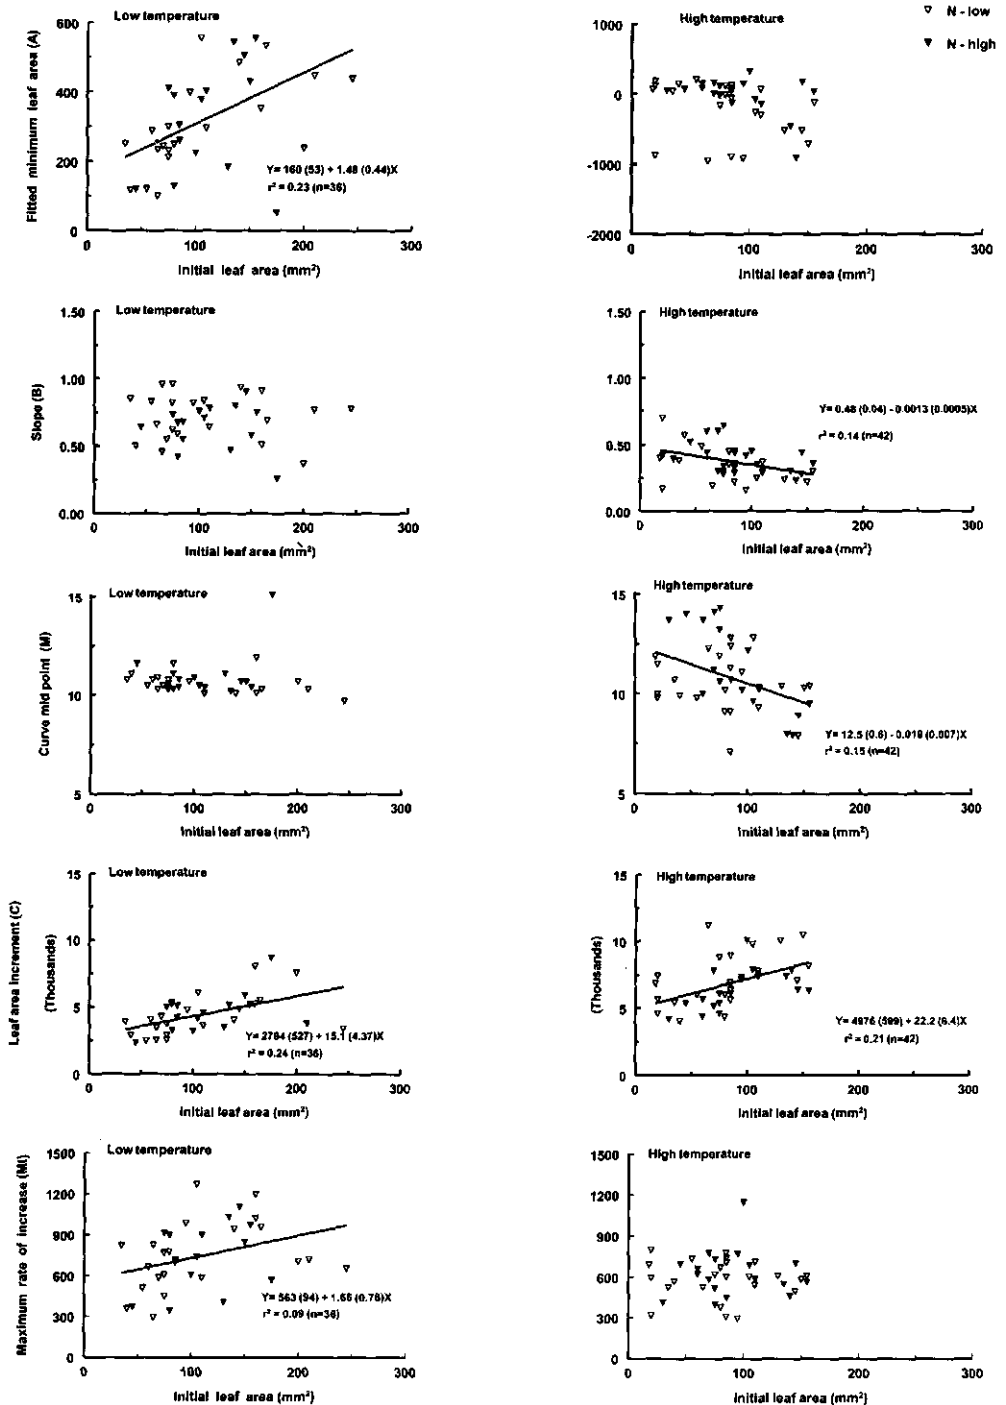 Low temperature
Fitted minimum leaf area (A)
600
400
200
0
Y= 160 (53) + 1.48 (0.44)X
r² = 0.23 (n=36)
0 100 200 300
Initial leaf area (mm²)
High temperature
N - low
N - high
1000
0
-1000
-2000
0 100 200 300
Initial leaf area (mm²)
Low temperature
Slope (B)
1.50
1.00
0.50
0.00
0 100 200 300
Initial leaf area (mm²)
High temperature
1.50
1.00
0.50
0.00
Y= 0.48 (0.04) - 0.0013 (0.0005)X
r² = 0.14 (n=42)
0 100 200 300
Initial leaf area (mm²)
Low temperature
Curve mid point (M)
15
10
5
0 100 200 300
Initial leaf area (mm²)
High temperature
15
10
5
Y= 12.5 (0.6) - 0.019 (0.007)X
r² = 0.15 (n=42)
0 100 200 300
Initial leaf area (mm²)
Low temperature
Leaf area increment (C)
(Thousands)
15
10
5
0
Y= 2784 (527) + 15.1 (4.37)X
r² = 0.24 (n=36)
0 100 200 300
Initial leaf area (mm²)
High temperature
(Thousands)
15
10
5
0
Y= 4976 (599) + 22.2 (6.4)X
r² = 0.21 (n=42)
0 100 200 300
Initial leaf area (mm²)
Low temperature
Maximum rate of increase (Mt)
1500
1200
900
600
300
0
Y= 563 (94) + 1.66 (0.78)X
r² = 0.09 (n=36)
0 100 200 300
Initial leaf area (mm²)
High temperature
1500
1200
900
600
300
0
0 100 200 300
Initial leaf area (mm²)